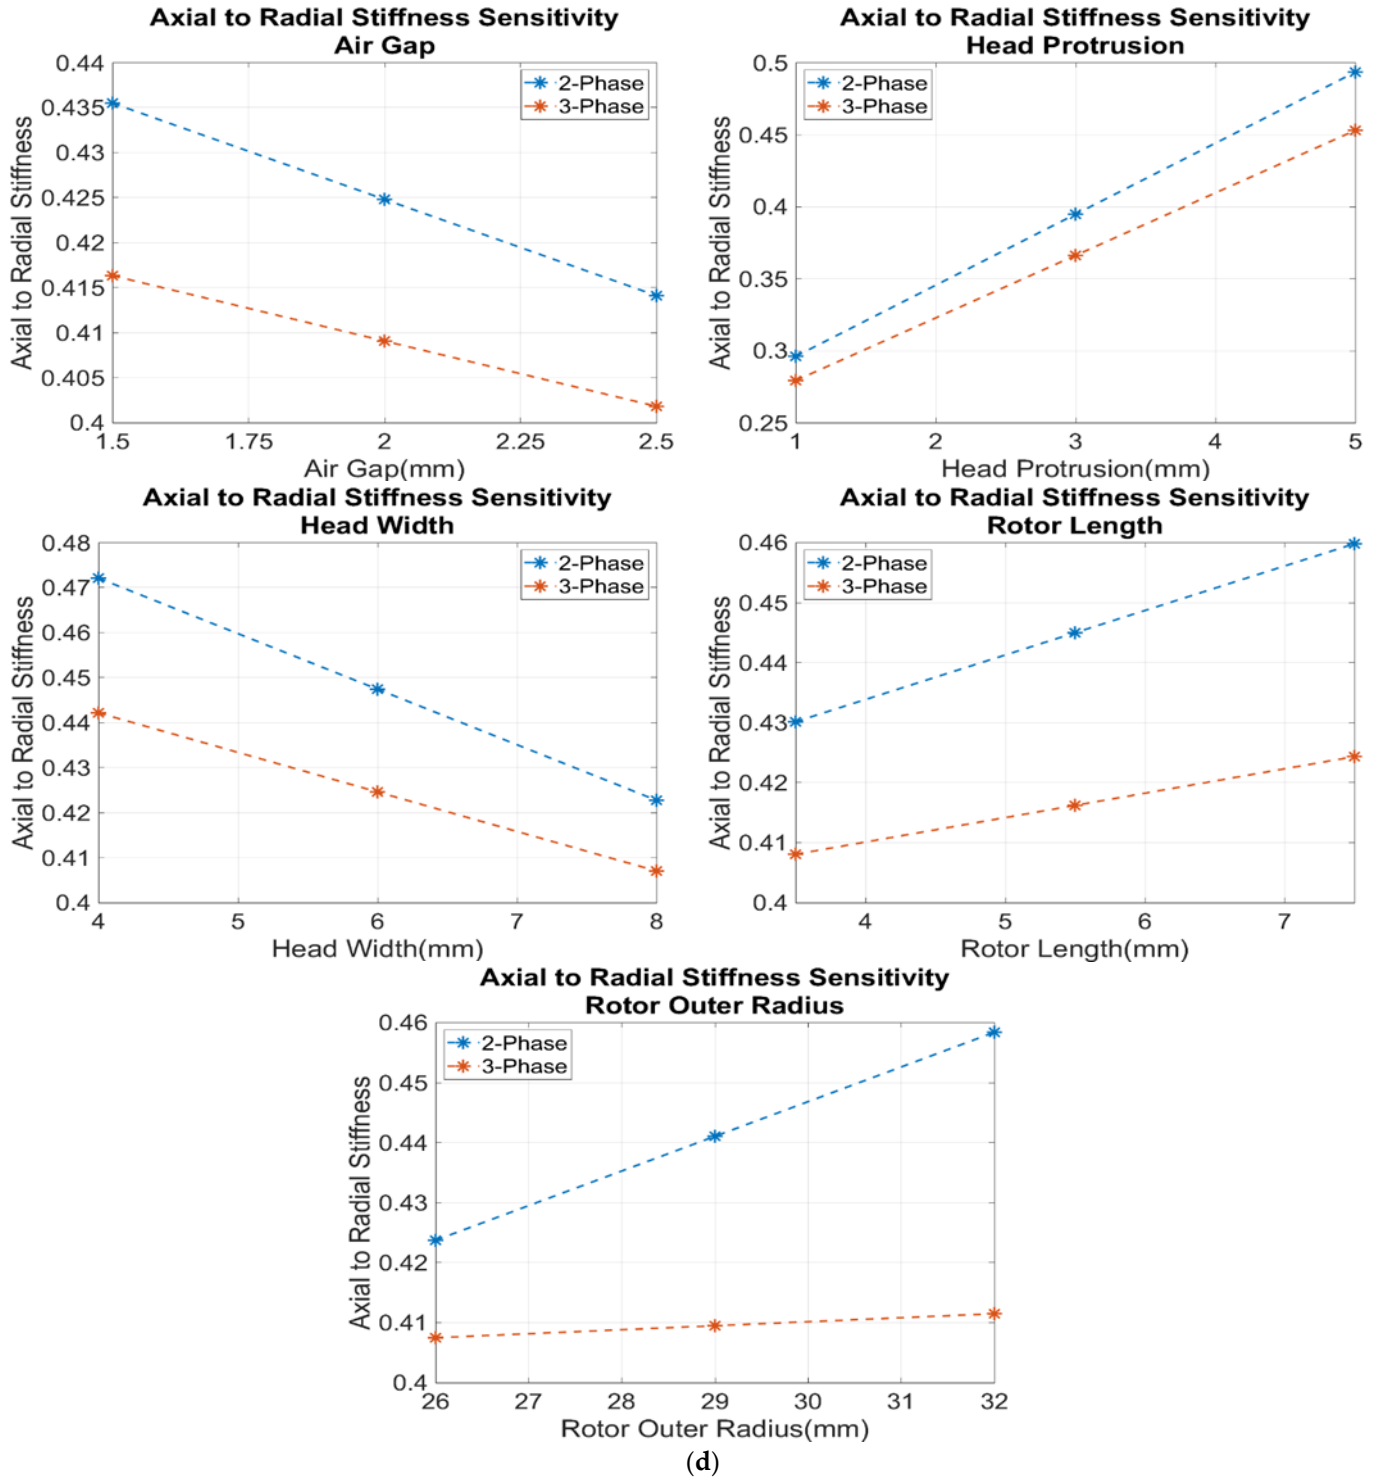 Axial to Radial Stiffness Sensitivity
Air Gap
0.44
0.435
0.43
0.425
0.42
0.415
0.41
0.405
0.4
Axial to Radial Stiffness
2-Phase
3-Phase
1.5 1.75 2 2.25 2.5
Air Gap(mm)
Axial to Radial Stiffness Sensitivity
Head Protrusion
0.5
0.45
0.4
0.35
0.3
0.25
Axial to Radial Stiffness
2-Phase
3-Phase
1 2 3 4 5
Head Protrusion(mm)
Axial to Radial Stiffness Sensitivity
Head Width
0.48
0.47
0.46
0.45
0.44
0.43
0.42
0.41
0.4
Axial to Radial Stiffness
2-Phase
3-Phase
4 5 6 7 8
Head Width(mm)
Axial to Radial Stiffness Sensitivity
Rotor Length
0.46
0.45
0.44
0.43
0.42
0.41
0.4
Axial to Radial Stiffness
2-Phase
3-Phase
4 5 6 7
Rotor Length(mm)
Axial to Radial Stiffness Sensitivity
Rotor Outer Radius
0.46
0.45
0.44
0.43
0.42
0.41
0.4
Axial to Radial Stiffness
2-Phase
3-Phase
26 27 28 29 30 31 32
Rotor Outer Radius(mm)
(d)